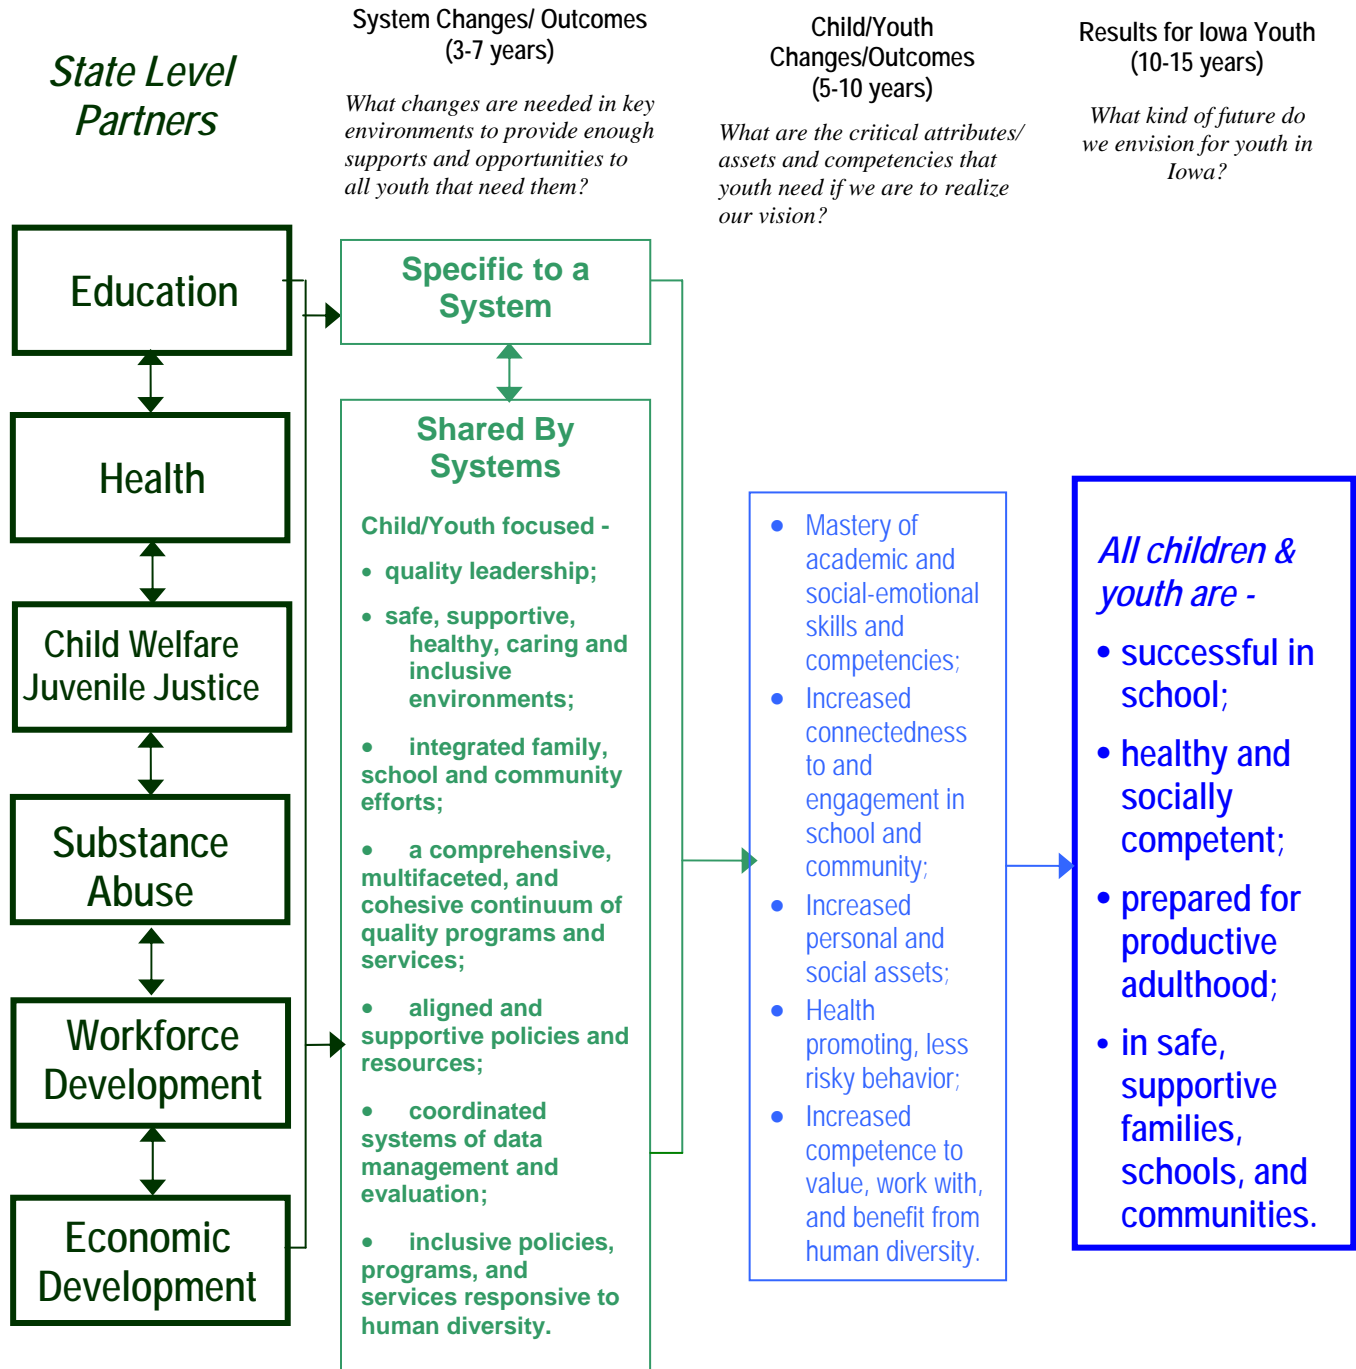 State Level
Partners
System Changes/ Outcomes
(3-7 years)
What changes are needed in key
environments to provide enough
supports and opportunities to
all youth that need them?
Child/Youth
Changes/Outcomes
(5-10 years)
What are the critical attributes/
assets and competencies that
youth need if we are to realize
our vision?
Results for Iowa Youth
(10-15 years)
What kind of future do
we envision for youth in
Iowa?
Education
Health
Child Welfare
Juvenile Justice
Substance
Abuse
Workforce
Development
Economic
Development
Specific to a
System
Shared By
Systems
Child/Youth focused -
• quality leadership;
• safe, supportive,
healthy, caring and
inclusive
environments;
• integrated family,
school and community
efforts;
• a comprehensive,
multifaceted, and
cohesive continuum of
quality programs and
services;
• aligned and
supportive policies and
resources;
• coordinated
systems of data
management and
evaluation;
• inclusive policies,
programs, and
services responsive to
human diversity.
• Mastery of
academic and
social-emotional
skills and
competencies;
• Increased
connectedness
to and
engagement in
school and
community;
• Increased
personal and
social assets;
• Health
promoting, less
risky behavior;
• Increased
competence to
value, work with,
and benefit from
human diversity.
All children &
youth are -
• successful in
school;
• healthy and
socially
competent;
• prepared for
productive
adulthood;
• in safe,
supportive
families,
schools, and
communities.